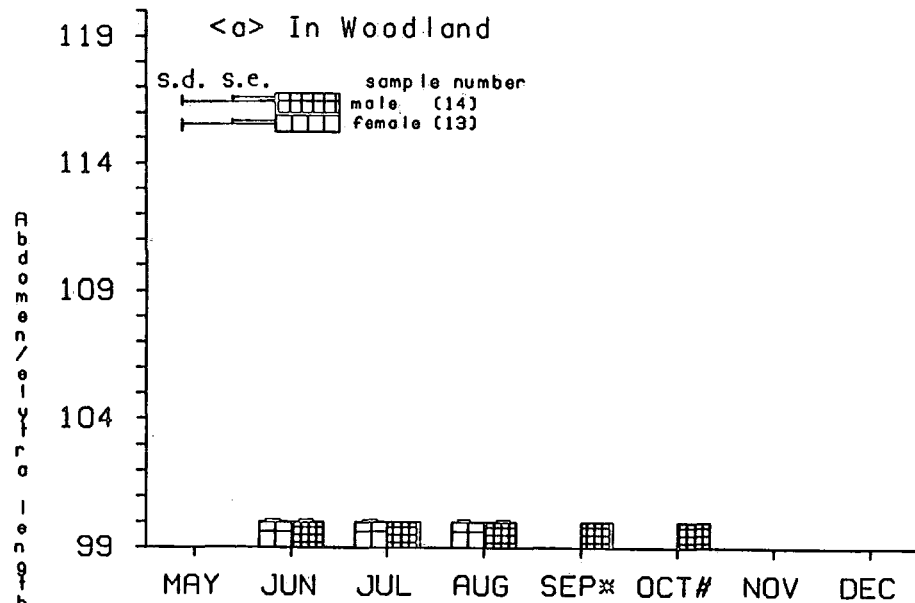 <a> In Woodland
s.d. s.e. sample number
male (14)
female (13)
119
114
109
104
99
Abdomen/elytra length
MAY JUN JUL AUG SEP※ OCT# NOV DEC